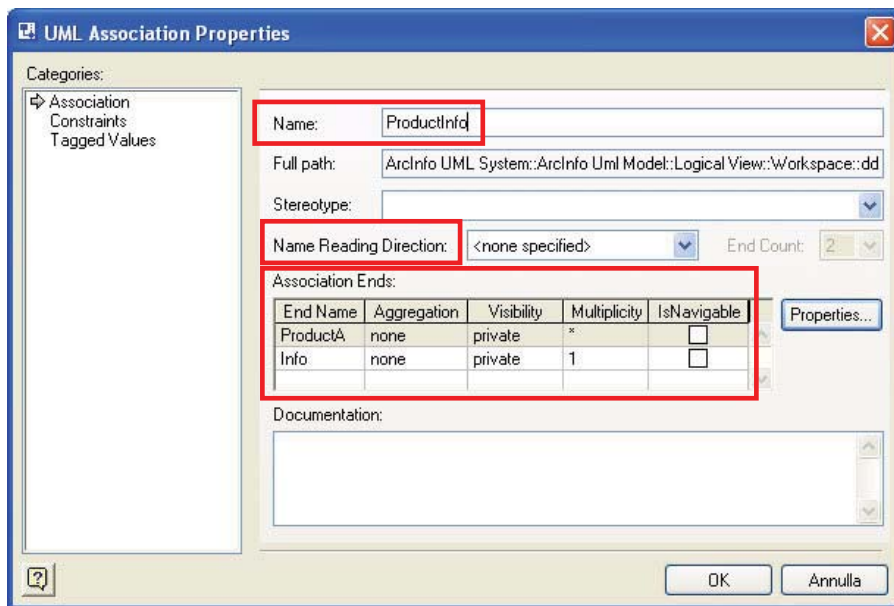 UML Association Properties
Categories:
Association
Constraints
Tagged Values
Name: ProductInfo
Full path: ArcInfo UML System::ArcInfo Uml Model::Logical View::Workspace::dd
Stereotype:
Name Reading Direction: <none specified> End Count: 2
Association Ends:
End Name Aggregation Visibility Multiplicity IsNavigable
Properties...
ProductA none private *
Info none private 1
Documentation:
OK Annulla